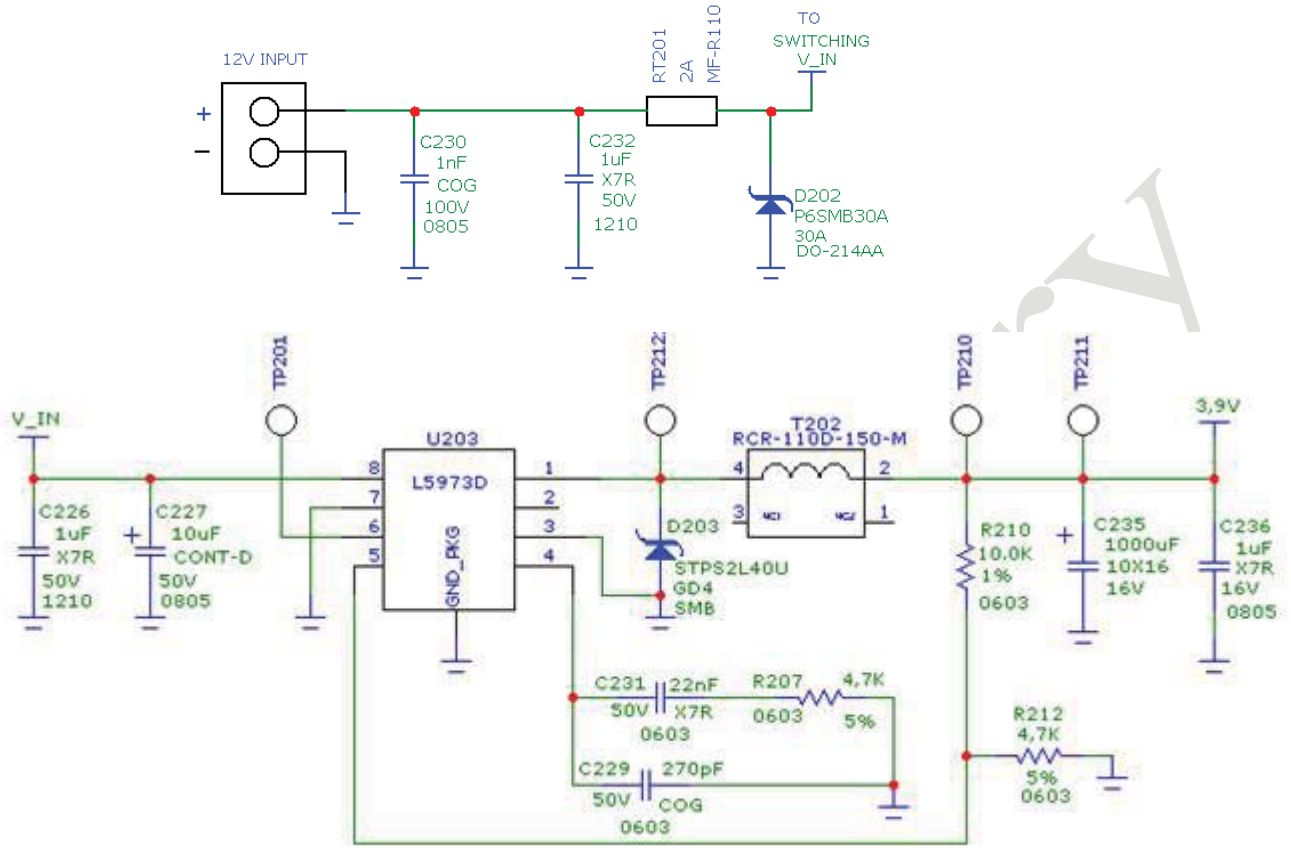 12V INPUT
+
−
C230
1nF
COG
100V
0805
C232
1uF
X7R
50V
1210
RT201
2A
MF-R110
TO
SWITCHING
V_IN
D202
P6SMB30A
30A
DO-214AA
V_IN
C226
1uF
X7R
50V
1210
+
C227
10uF
CONT-D
50V
0805
TP201
U203
L5973D
GND_PKG
8
7
6
5
1
2
3
4
TP212
D203
STPS2L40U
GD4
SMB
T202
RCR-110D-150-M
4
3
2
1
TP210
TP211
3,9V
R210
10.0K
1%
0603
+
C235
1000uF
10X16
16V
C236
1uF
X7R
16V
0805
C231
22nF
50V
X7R
0603
R207
4,7K
0603
5%
C229
270pF
50V
COG
0603
R212
4,7K
5%
0603